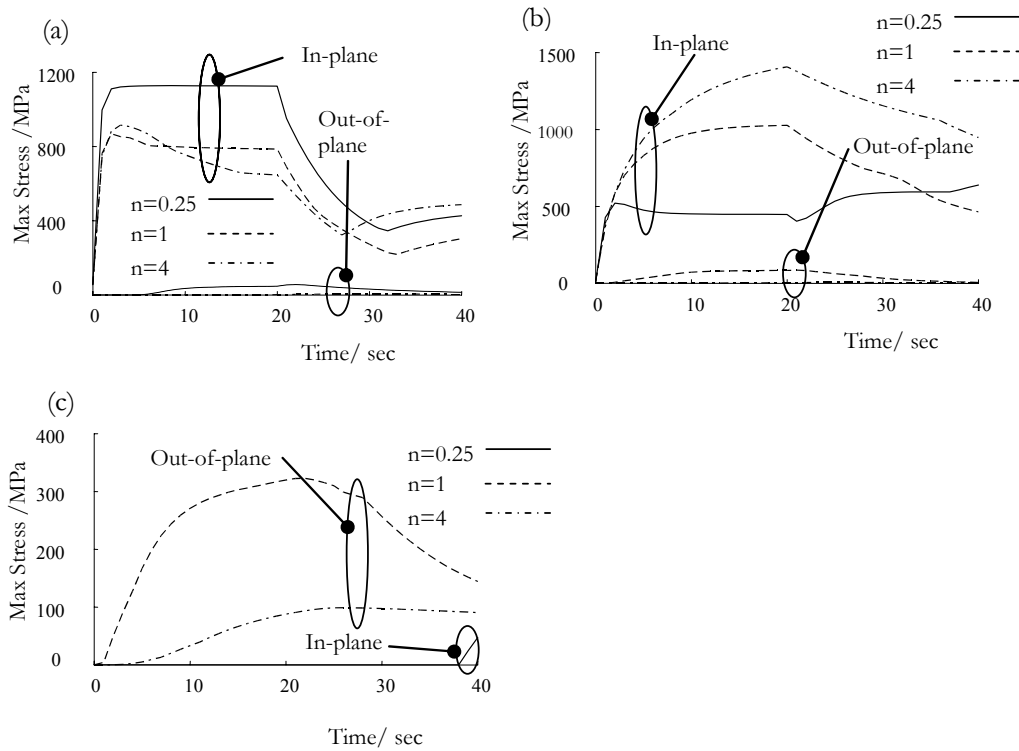 (a)
In-plane
Out-of-
plane
1200
800
400
0
Max Stress /MPa
n=0.25
n=1
n=4
0
10
20
30
40
Time/ sec
(b)
In-plane
n=0.25
n=1
n=4
Out-of-plane
1500
1000
500
0
Max Stress /MPa
0
10
20
30
40
Time/ sec
(c)
400
300
200
100
0
Max Stress /MPa
Out-of-plane
n=0.25
n=1
n=4
In-plane
0
10
20
30
40
Time/ sec